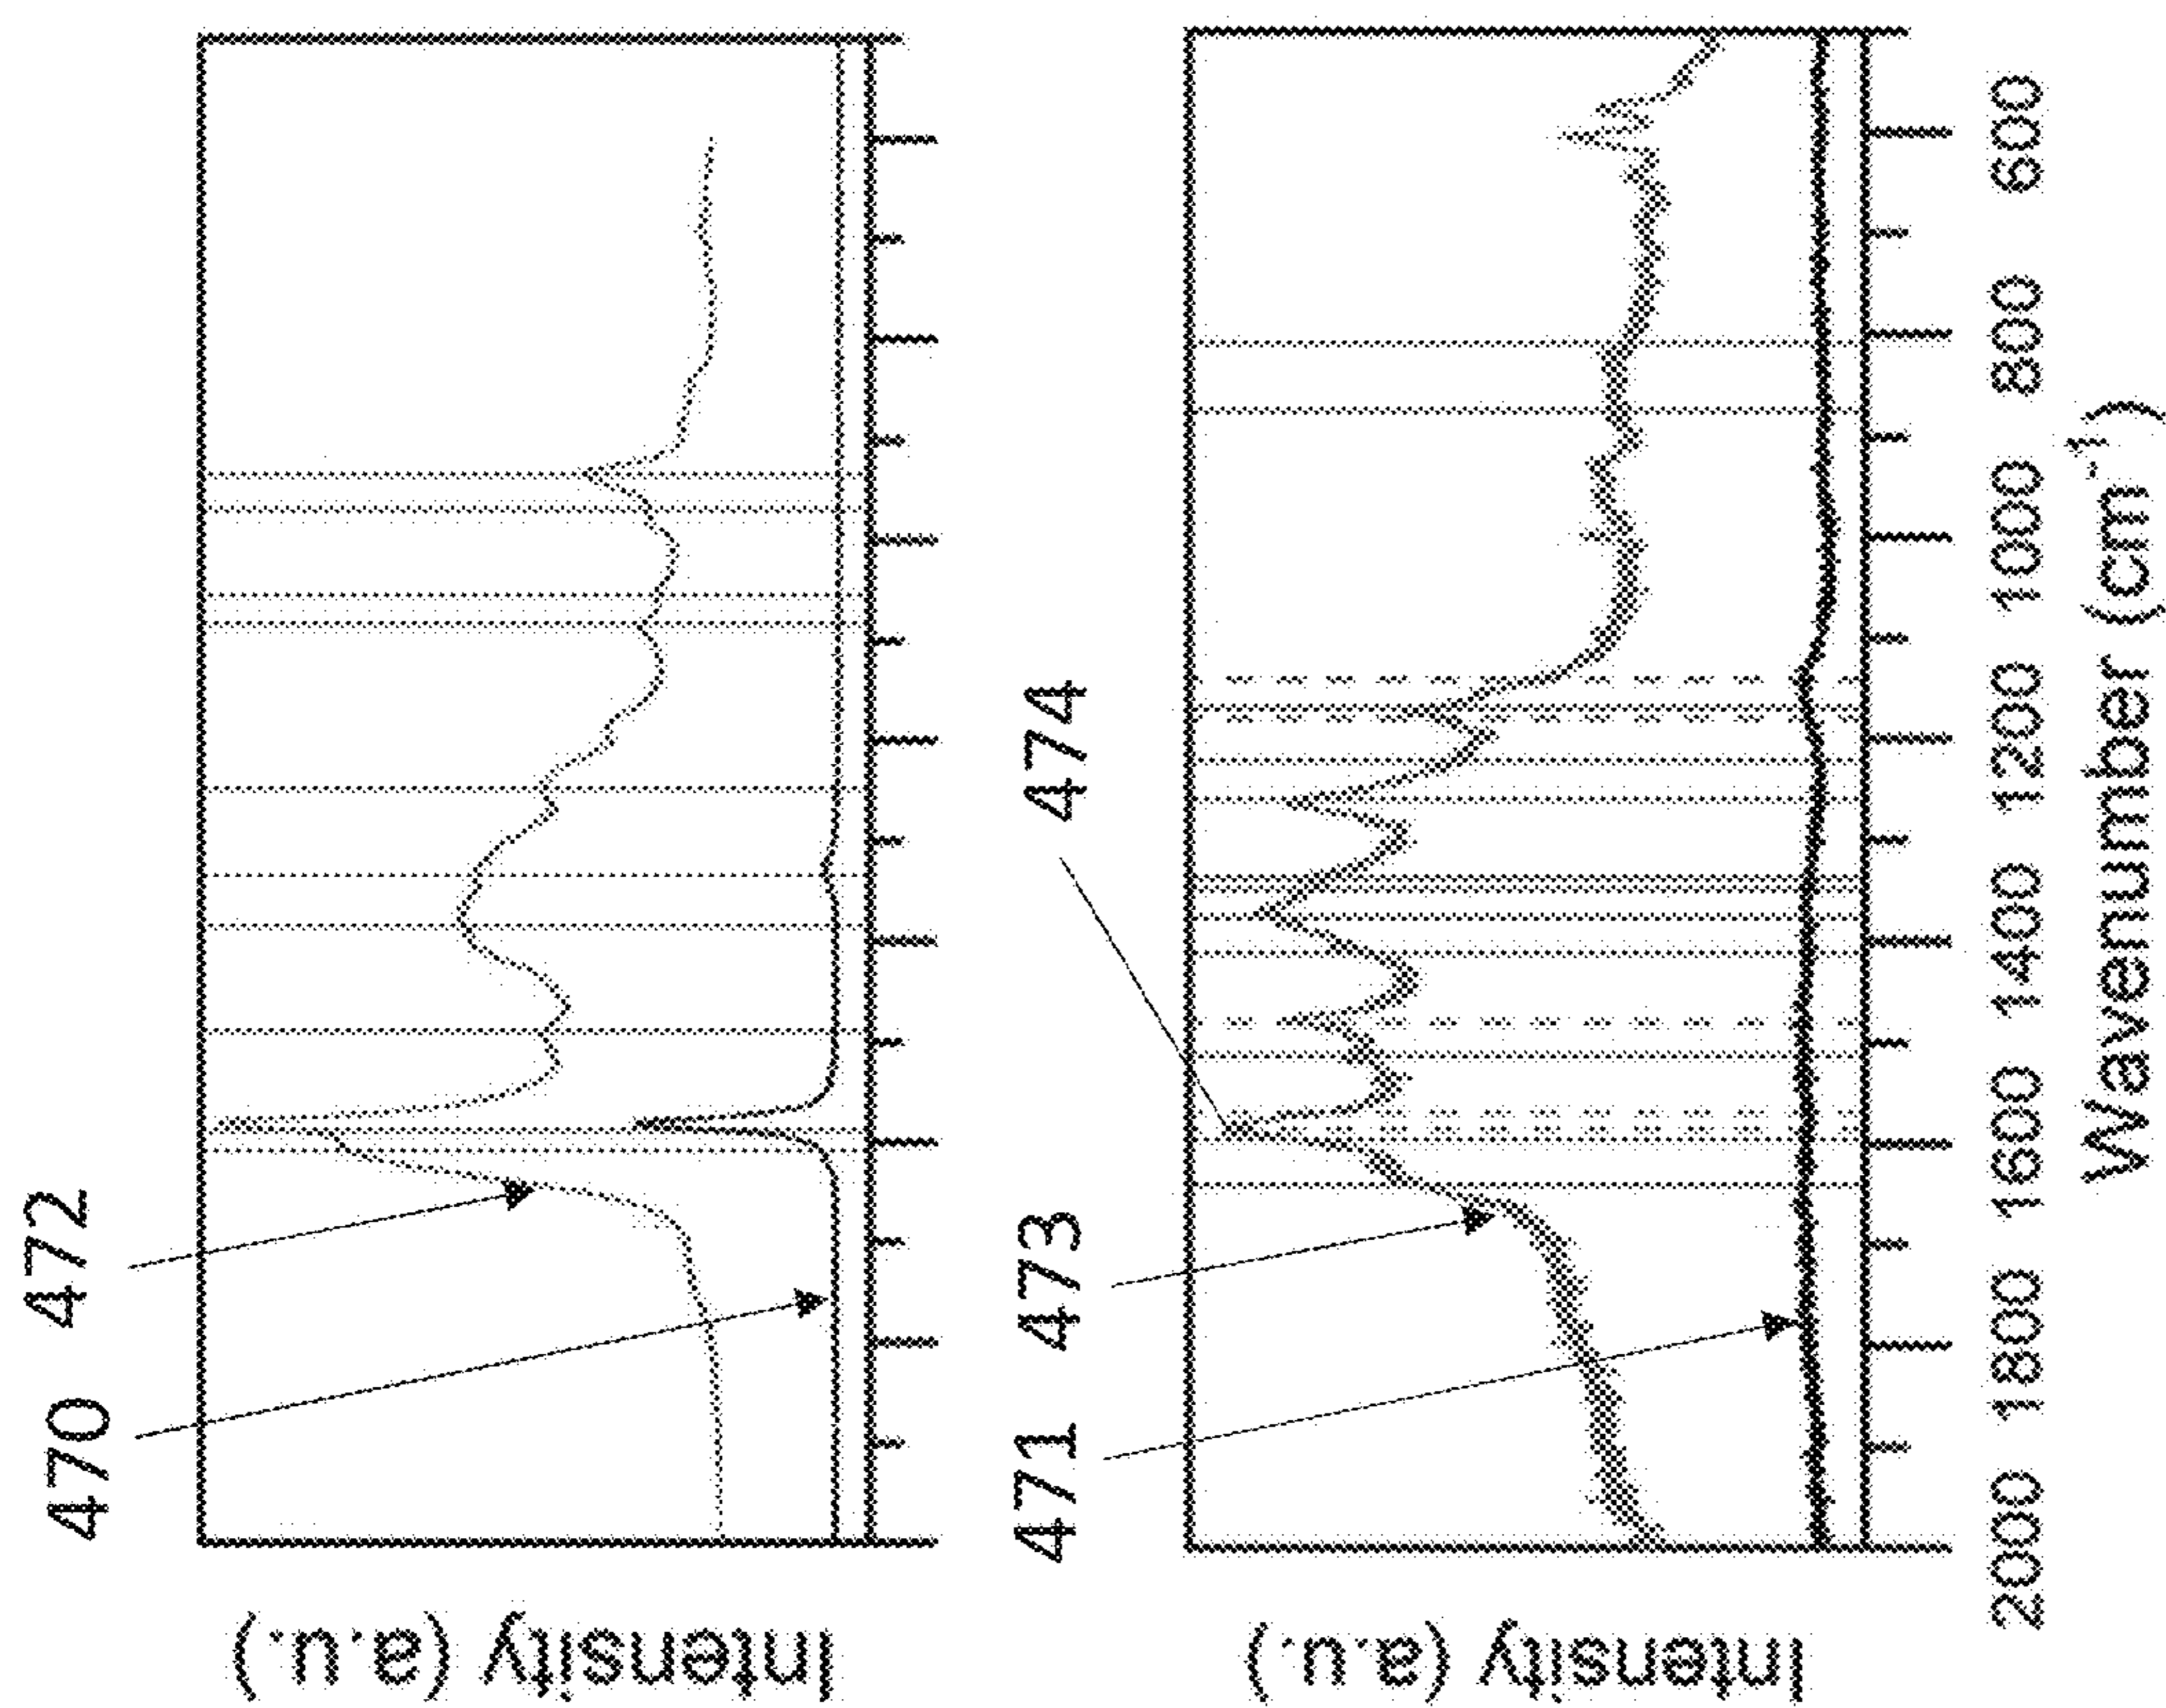 470 472
Intensity (a.u.)
471 473 474
Intensity (a.u.)
2000 1800 1600 1400 1200 1000 800 600
Wavenumber (cm⁻¹)